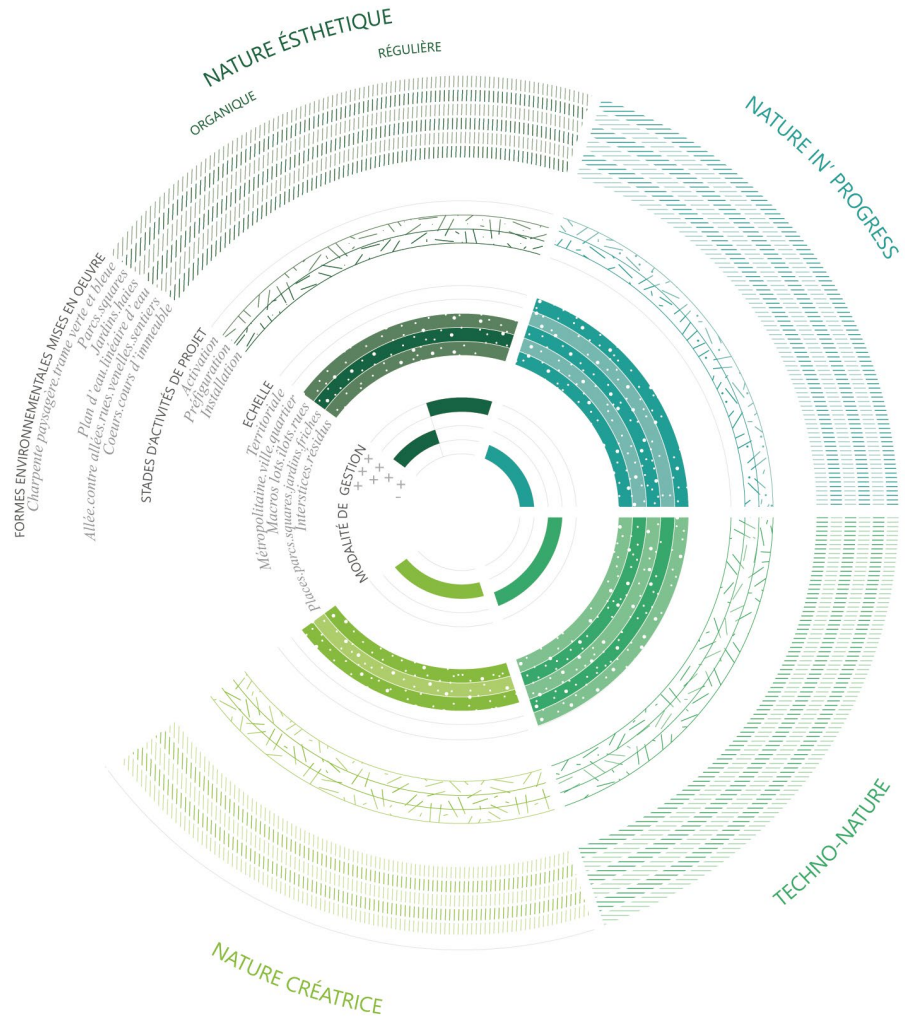 NATURE ÉSTHETIQUE
RÉGULIÈRE
ORGANIQUE
NATURE IN' PROGRESS
FORMES ENVIRONNEMENTALES MISES EN OEUVRE
Charpente paysagère.trame verte et bleue
Parcs.squares
Jardins.haies
Plan d'eau.linéaire d'eau
Allée.contre allées.rues.venelles.sentiers
Coeurs.cours d'immeuble
STADES D'ACTIVITÉS DE PROJET
Activation
Préfiguration
Installation
ECHELLE
Territoriale
Métropolitaine.ville.quartier
Macros lots.ilots.rues
Places.parcs.squares.jardins.friches
Interstices.résidus
MODALITÉ DE GESTION
+ + +
+ +
+
-
TECHNO-NATURE
NATURE CRÉATRICE